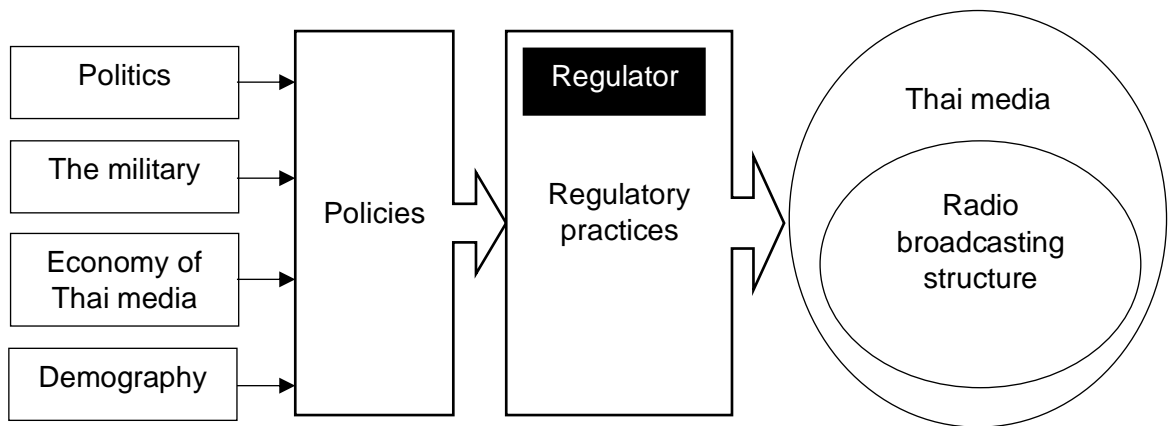 Politics
The military
Economy of
Thai media
Demography
Policies
Regulator
Regulatory
practices
Thai media
Radio
broadcasting
structure